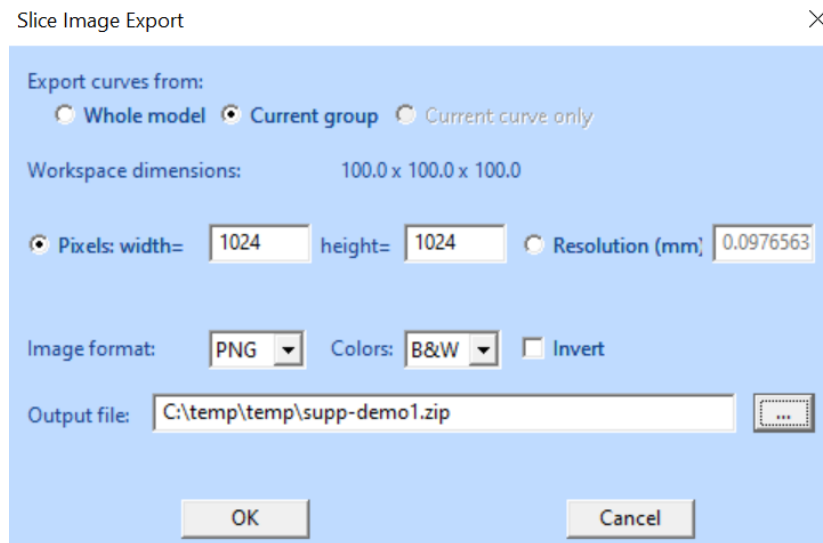 Slice Image Export
Export curves from:
Whole model Current group Current curve only
Workspace dimensions: 100.0 x 100.0 x 100.0
Pixels: width= 1024 height= 1024 Resolution (mm) 0.0976563
Image format: PNG Colors: B&W Invert
Output file: C:\temp\temp\supp-demo1.zip ...
OK Cancel